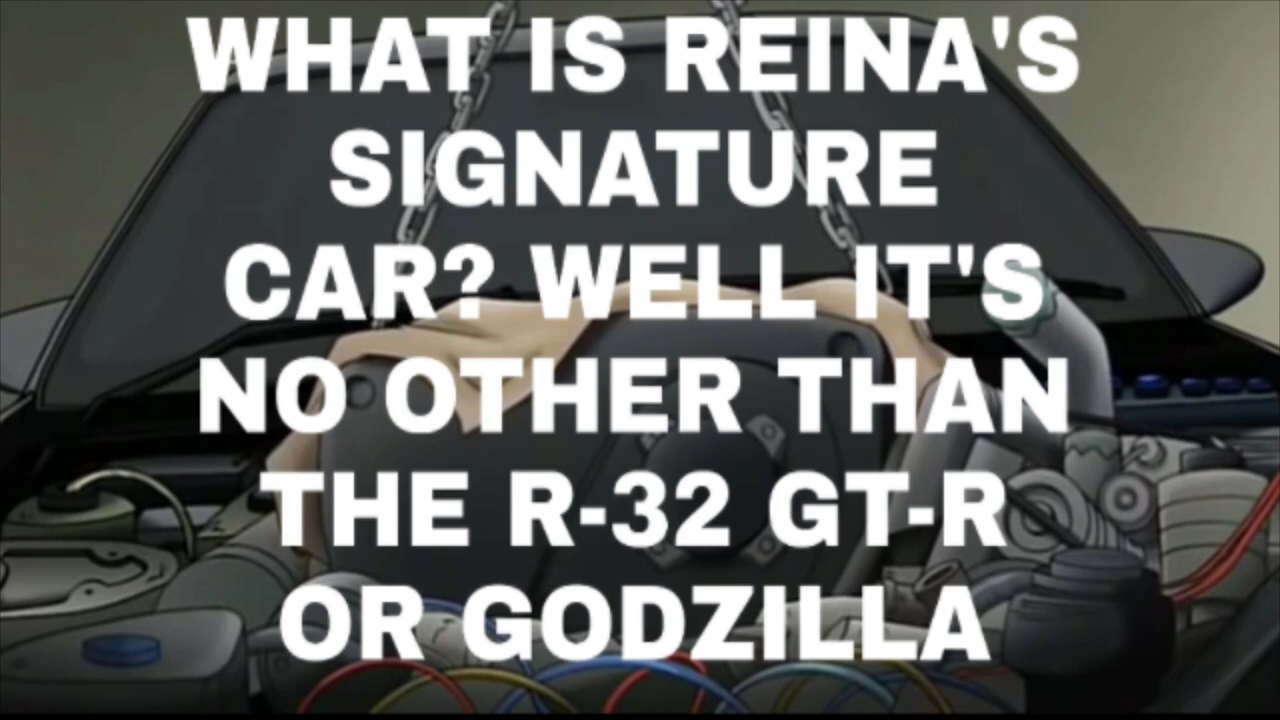 WHAT IS REINA'S
SIGNATURE
CAR? WELL IT'S
NO OTHER THAN
THE R-32 GT-R
OR GODZILLA